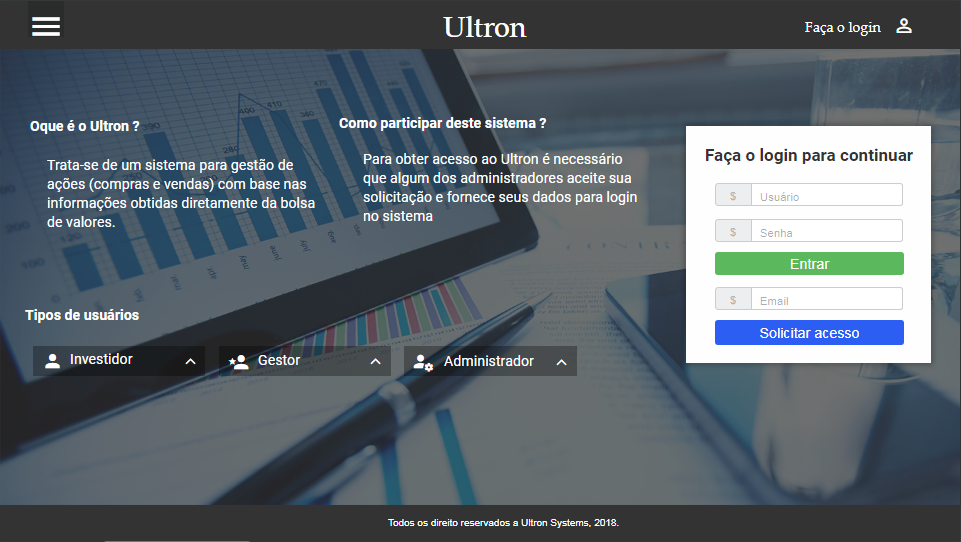 Ultron
Faça o login
Oque é o Ultron ?
Trata-se de um sistema para gestão de
ações (compras e vendas) com base nas
informações obtidas diretamente da bolsa
de valores.
Como participar deste sistema ?
Para obter acesso ao Ultron é necessário
que algum dos administradores aceite sua
solicitação e fornece seus dados para login
no sistema
Faça o login para continuar
$ Usuário
$ Senha
Entrar
$ Email
Solicitar acesso
Tipos de usuários
Investidor
Gestor
Administrador
Todos os direito reservados a Ultron Systems, 2018.